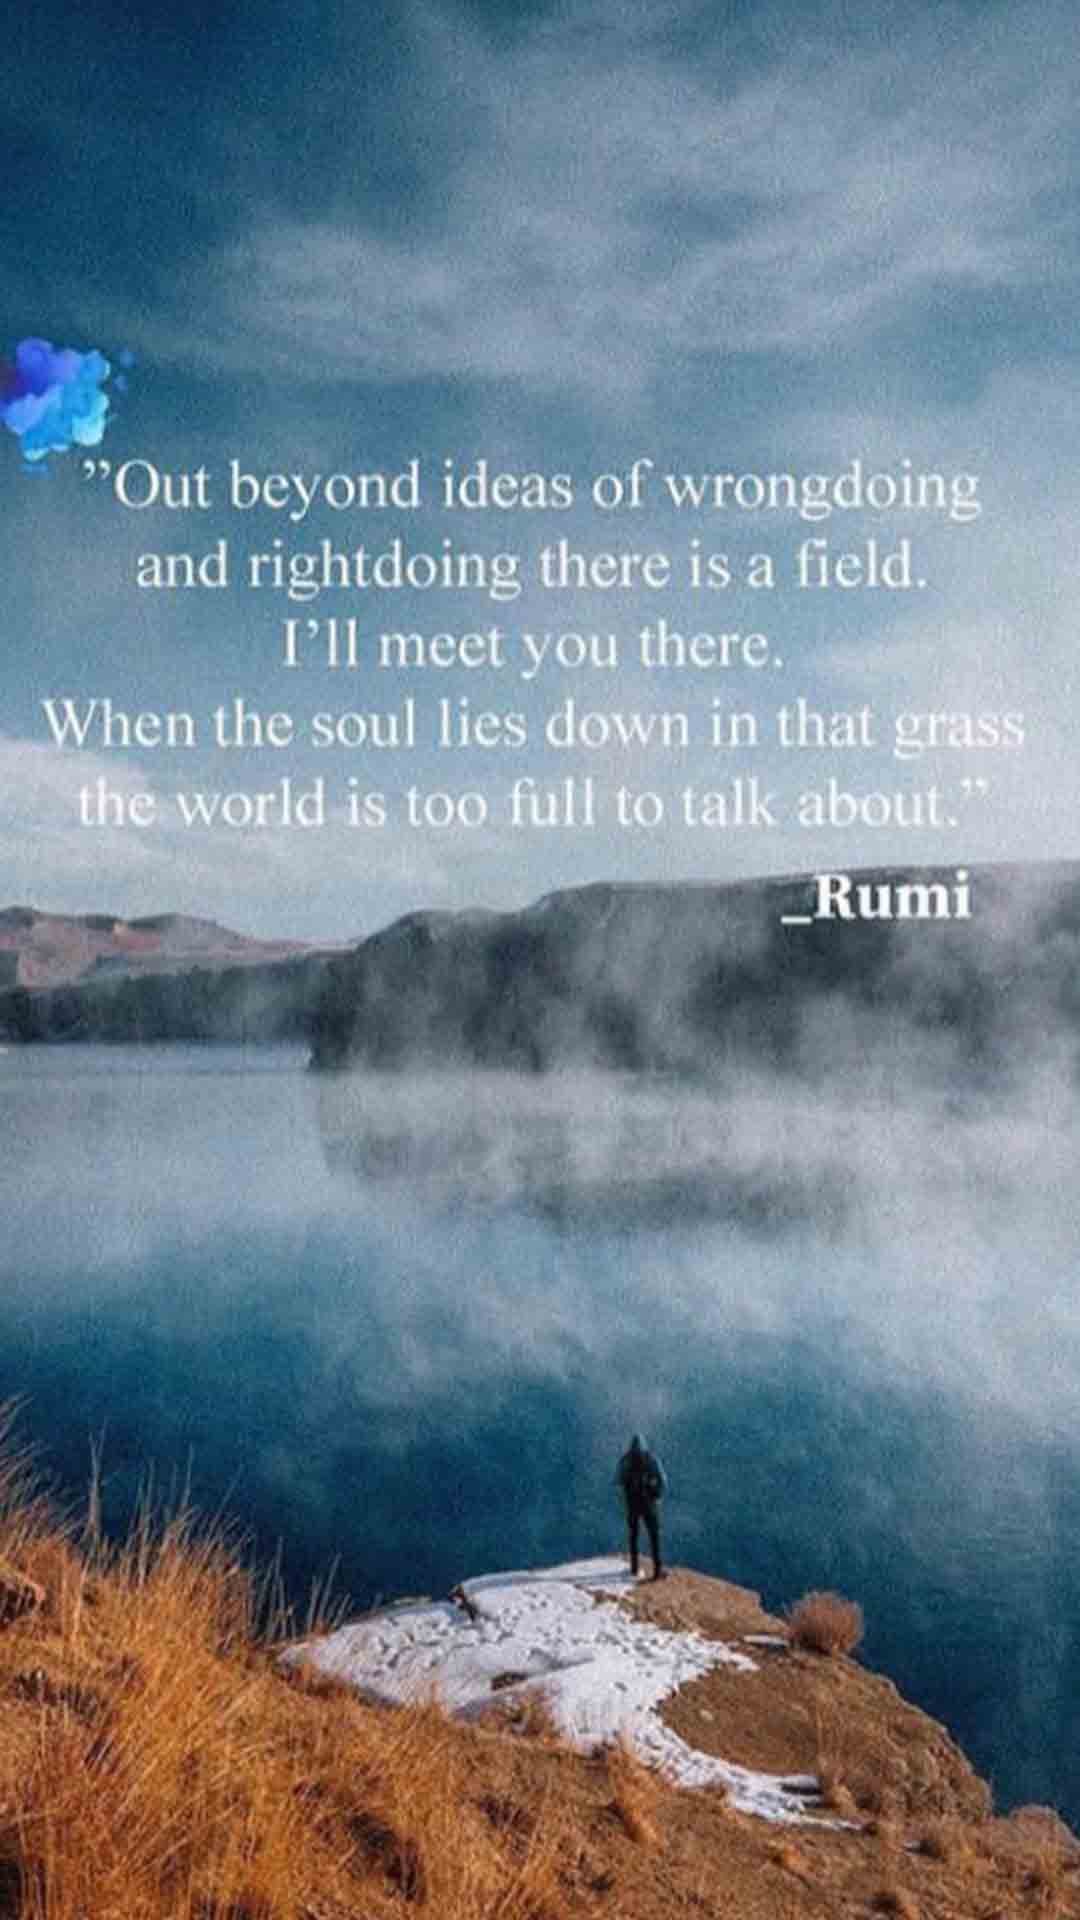 ”Out beyond ideas of wrongdoing
and rightdoing there is a field.
I’ll meet you there.
When the soul lies down in that grass
the world is too full to talk about.”
_Rumi